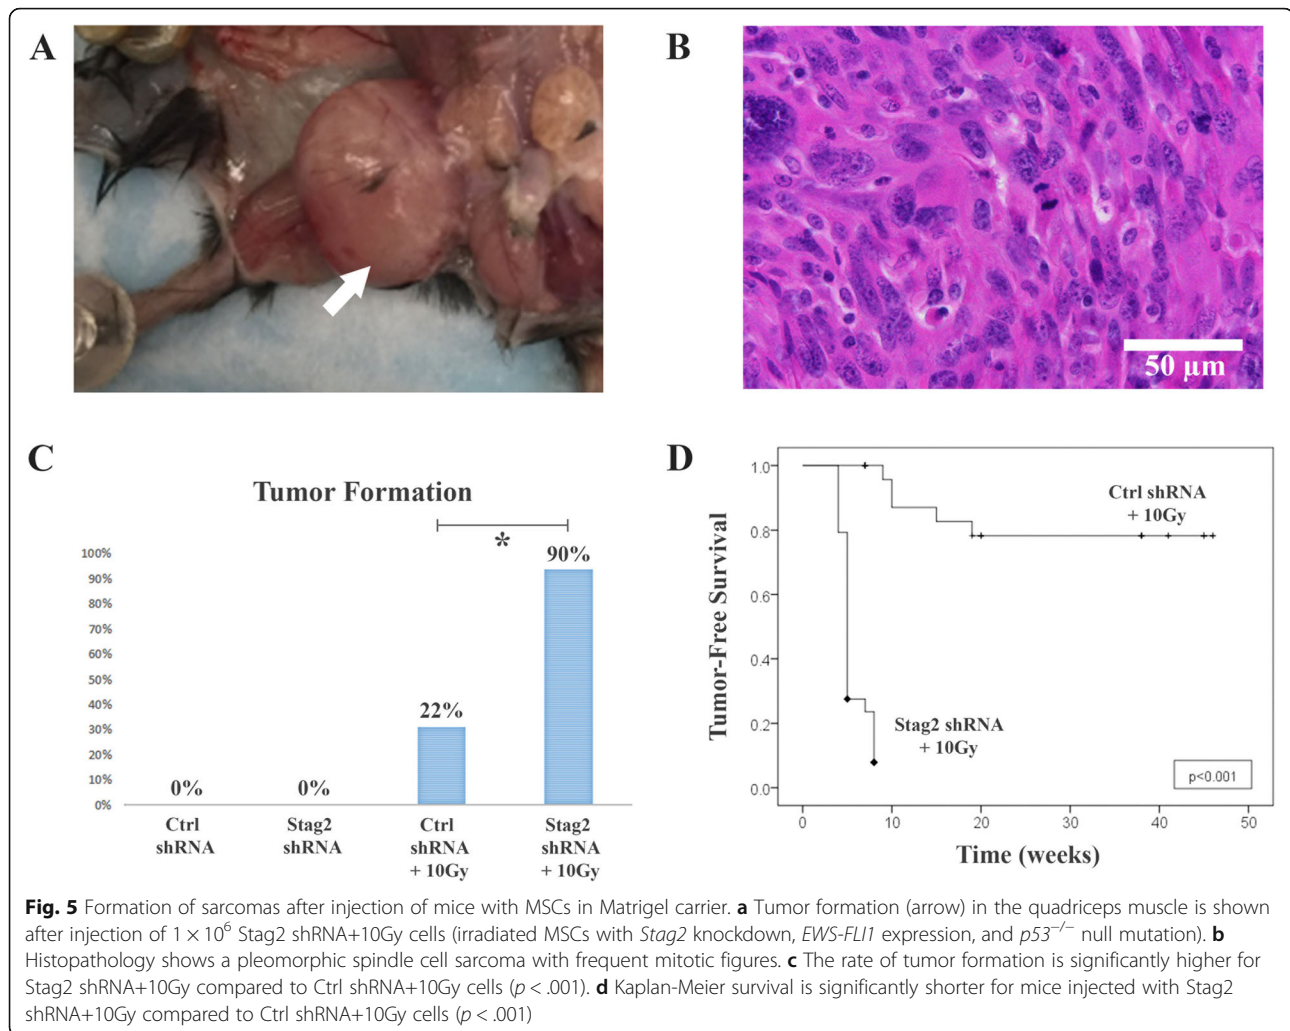 A
B
50 µm
C
Tumor Formation
*
100%
90%
80%
70%
60%
50%
40%
30%
20%
10%
0%
0%
0%
22%
90%
Ctrl
shRNA
Stag2
shRNA
Ctrl
shRNA
+ 10Gy
Stag2
shRNA
+ 10Gy
D
Tumor-Free Survival
1.0
0.8
0.6
0.4
0.2
0.0
Ctrl shRNA
+ 10Gy
Stag2 shRNA
+ 10Gy
p<0.001
0
10
20
30
40
50
Time (weeks)
Fig. 5 Formation of sarcomas after injection of mice with MSCs in Matrigel carrier. a Tumor formation (arrow) in the quadriceps muscle is shown
after injection of 1 × 10⁶ Stag2 shRNA+10Gy cells (irradiated MSCs with Stag2 knockdown, EWS-FLI1 expression, and p53⁻/⁻ null mutation). b
Histopathology shows a pleomorphic spindle cell sarcoma with frequent mitotic figures. c The rate of tumor formation is significantly higher for
Stag2 shRNA+10Gy compared to Ctrl shRNA+10Gy cells (p < .001). d Kaplan-Meier survival is significantly shorter for mice injected with Stag2
shRNA+10Gy compared to Ctrl shRNA+10Gy cells (p < .001)